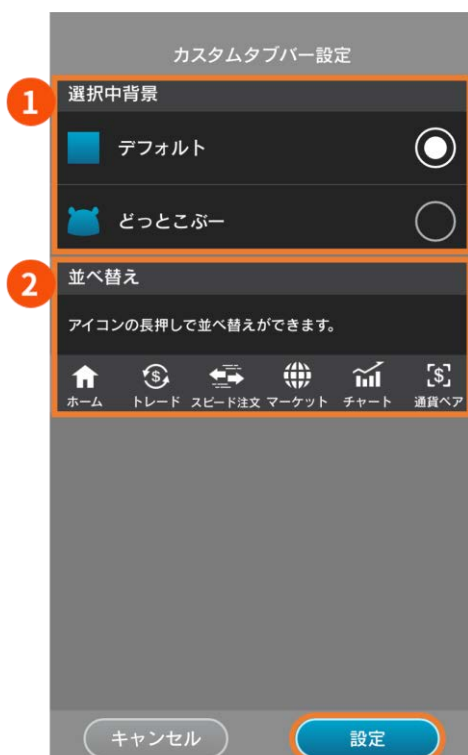 カスタムタブバー設定
1
選択中背景
デフォルト
どっとこぶー
2
並べ替え
アイコンの長押しで並べ替えができます。
ホーム トレード スピード注文 マーケット チャート 通貨ペア
キャンセル 設定